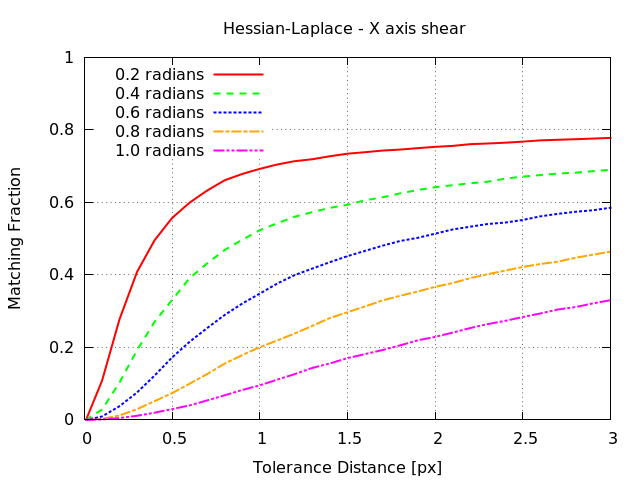 Hessian-Laplace - X axis shear
1
0.8
0.6
0.4
0.2
0
Matching Fraction
0.2 radians
0.4 radians
0.6 radians
0.8 radians
1.0 radians
0 0.5 1 1.5 2 2.5 3
Tolerance Distance [px]